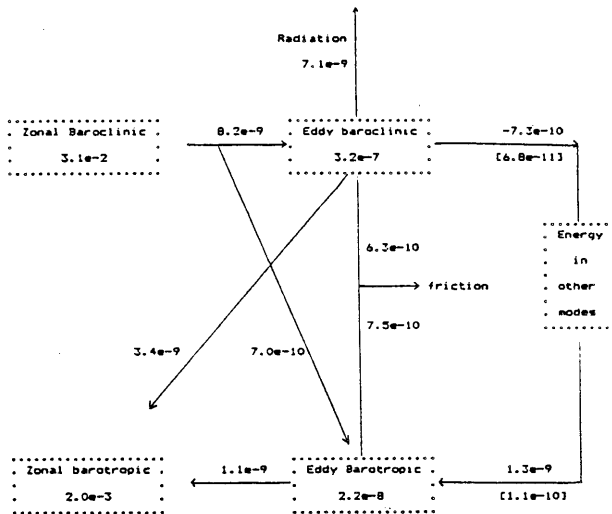 Radiation
7.1e-9
Zonal Baroclinic
3.1e-2
8.2e-9
Eddy baroclinic
3.2e-7
-7.3e-10
[6.8e-11]
Energy
in
other
modes
6.3e-10
friction
7.5e-10
3.4e-9
7.0e-10
Zonal barotropic
2.0e-3
1.1e-9
Eddy Barotropic
2.2e-8
1.3e-9
[1.1e-10]